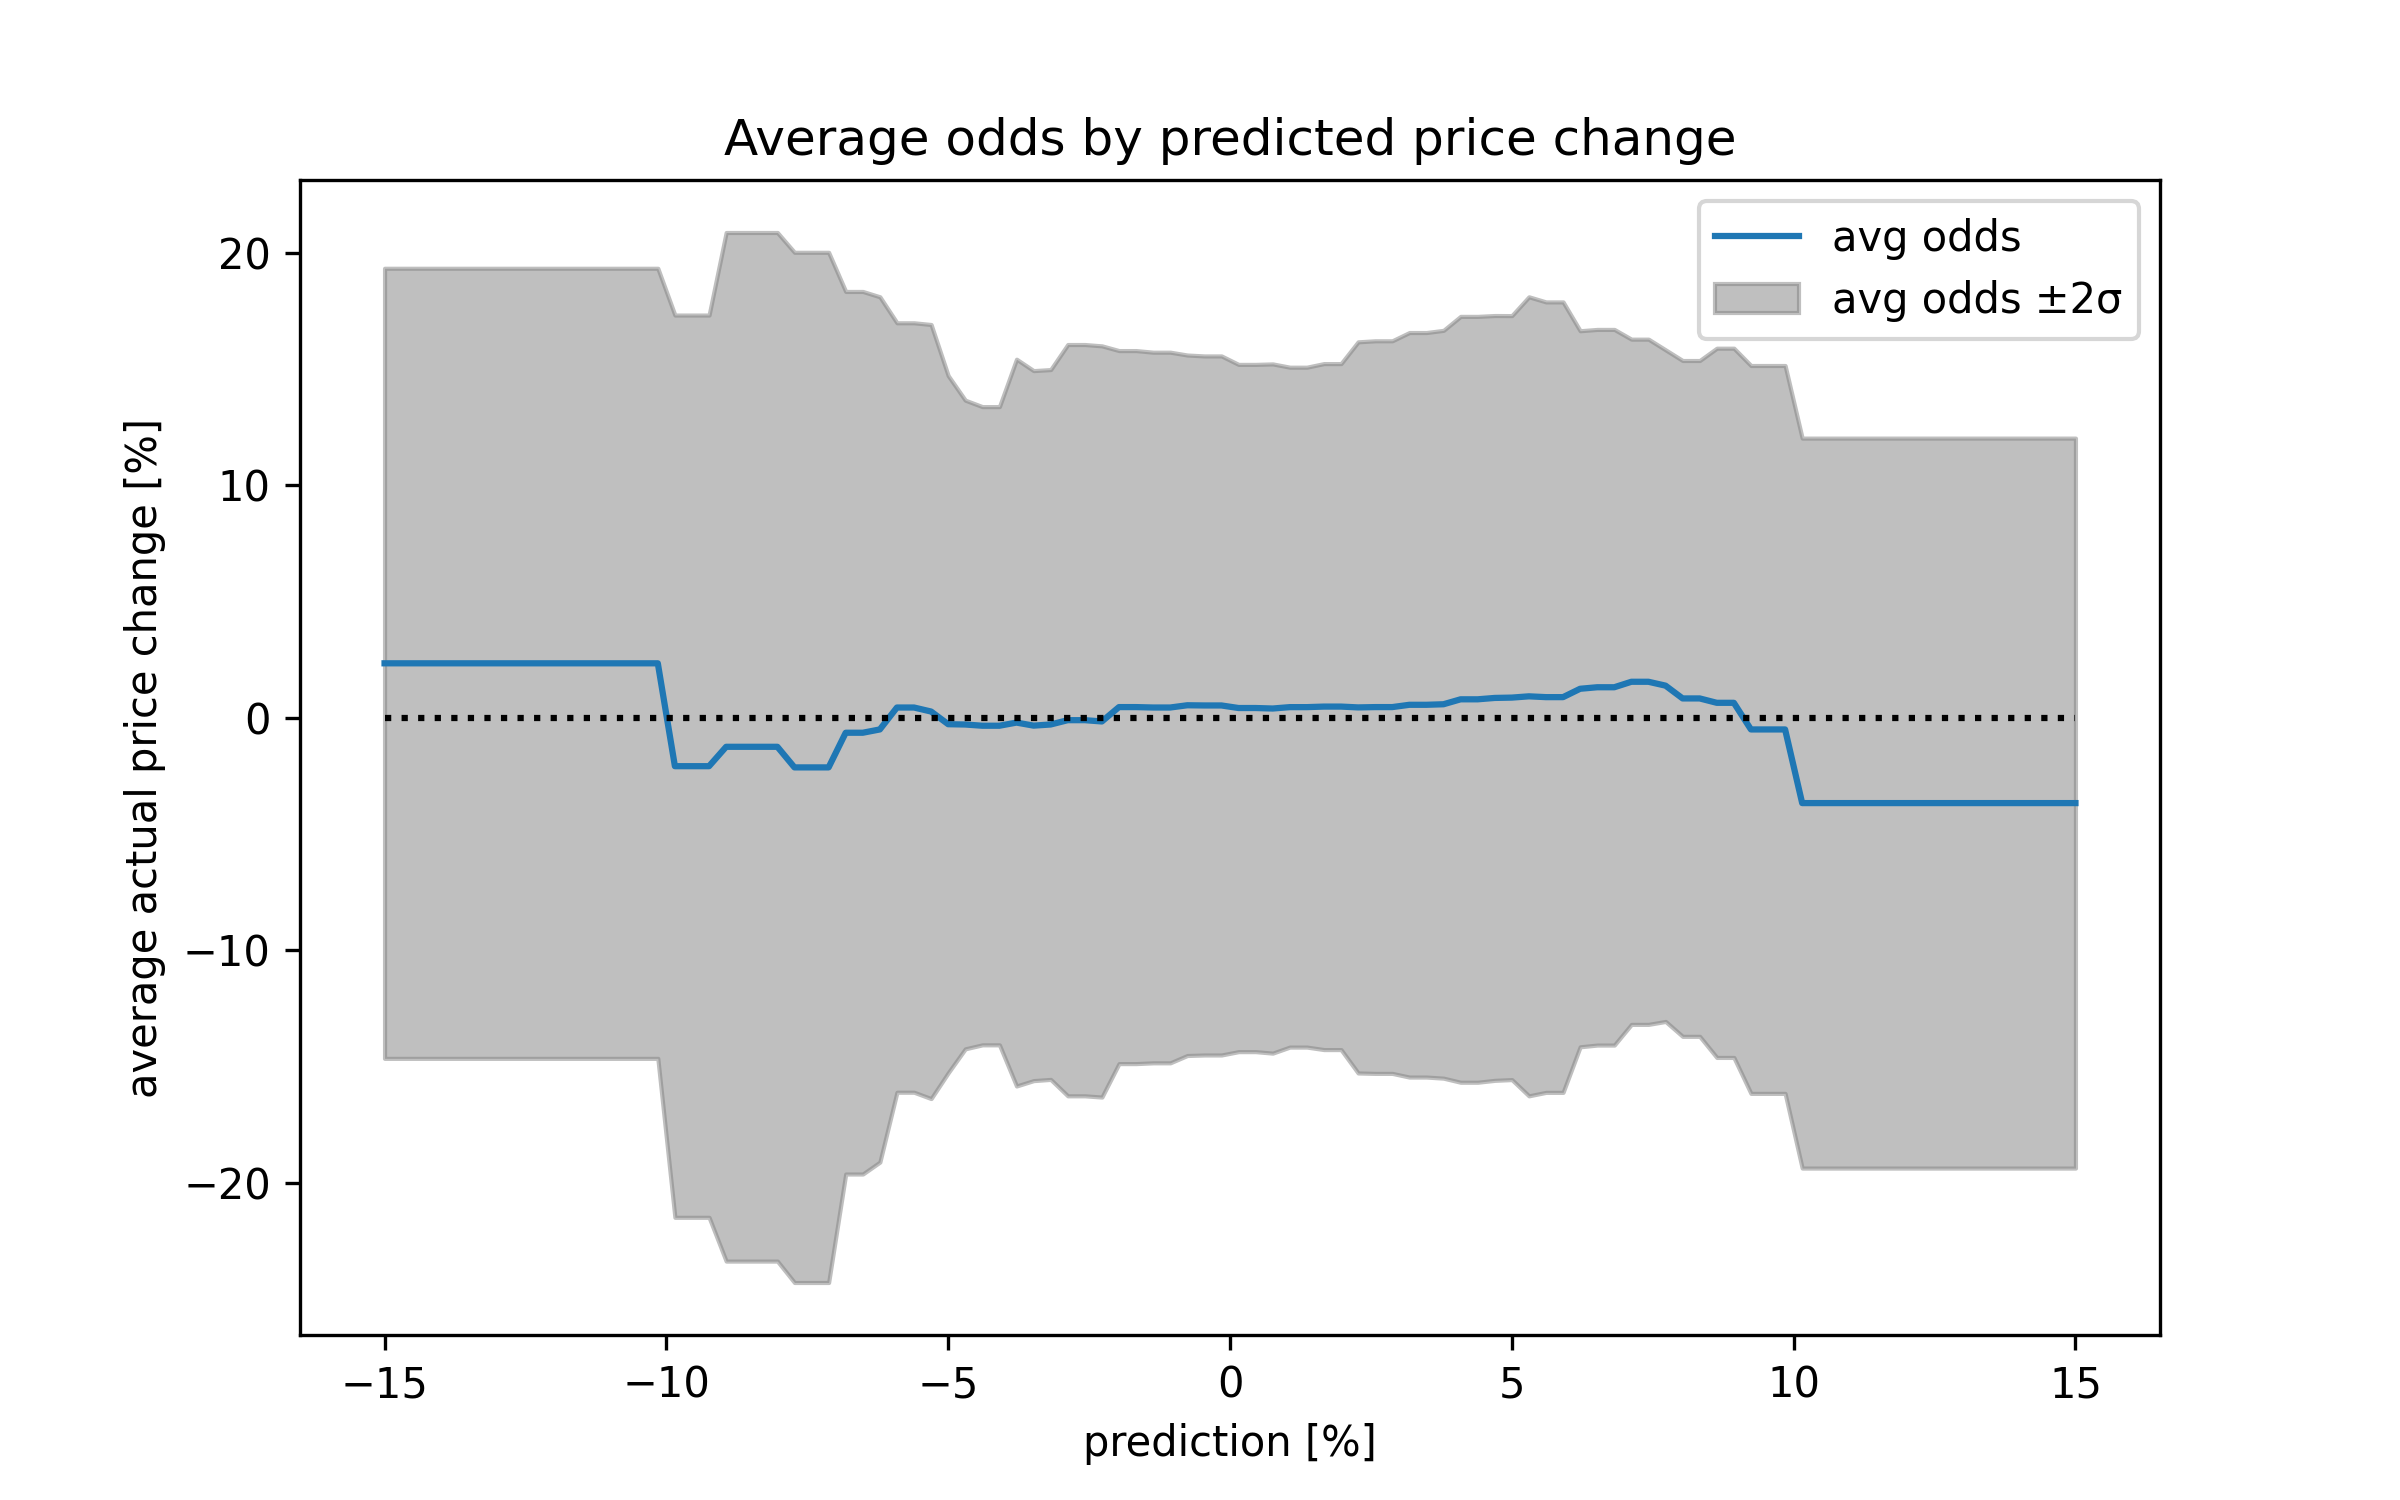 Average odds by predicted price change
avg odds
avg odds ±2σ
average actual price change [%]
20
10
0
−10
−20
−15
−10
−5
0
5
10
15
prediction [%]